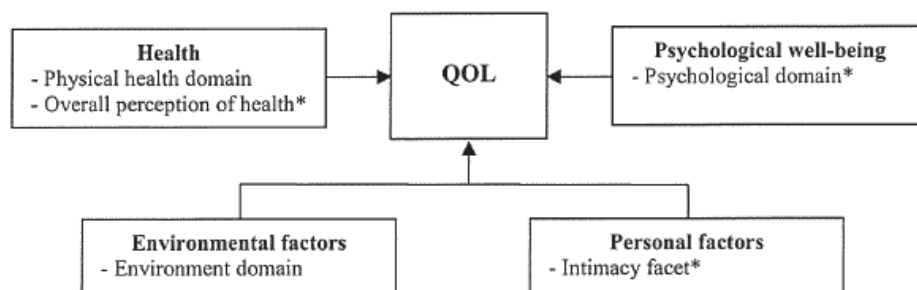 Health
- Physical health domain
- Overall perception of health*
QOL
Psychological well-being
- Psychological domain*
Environmental factors
- Environment domain
Personal factors
- Intimacy facet*